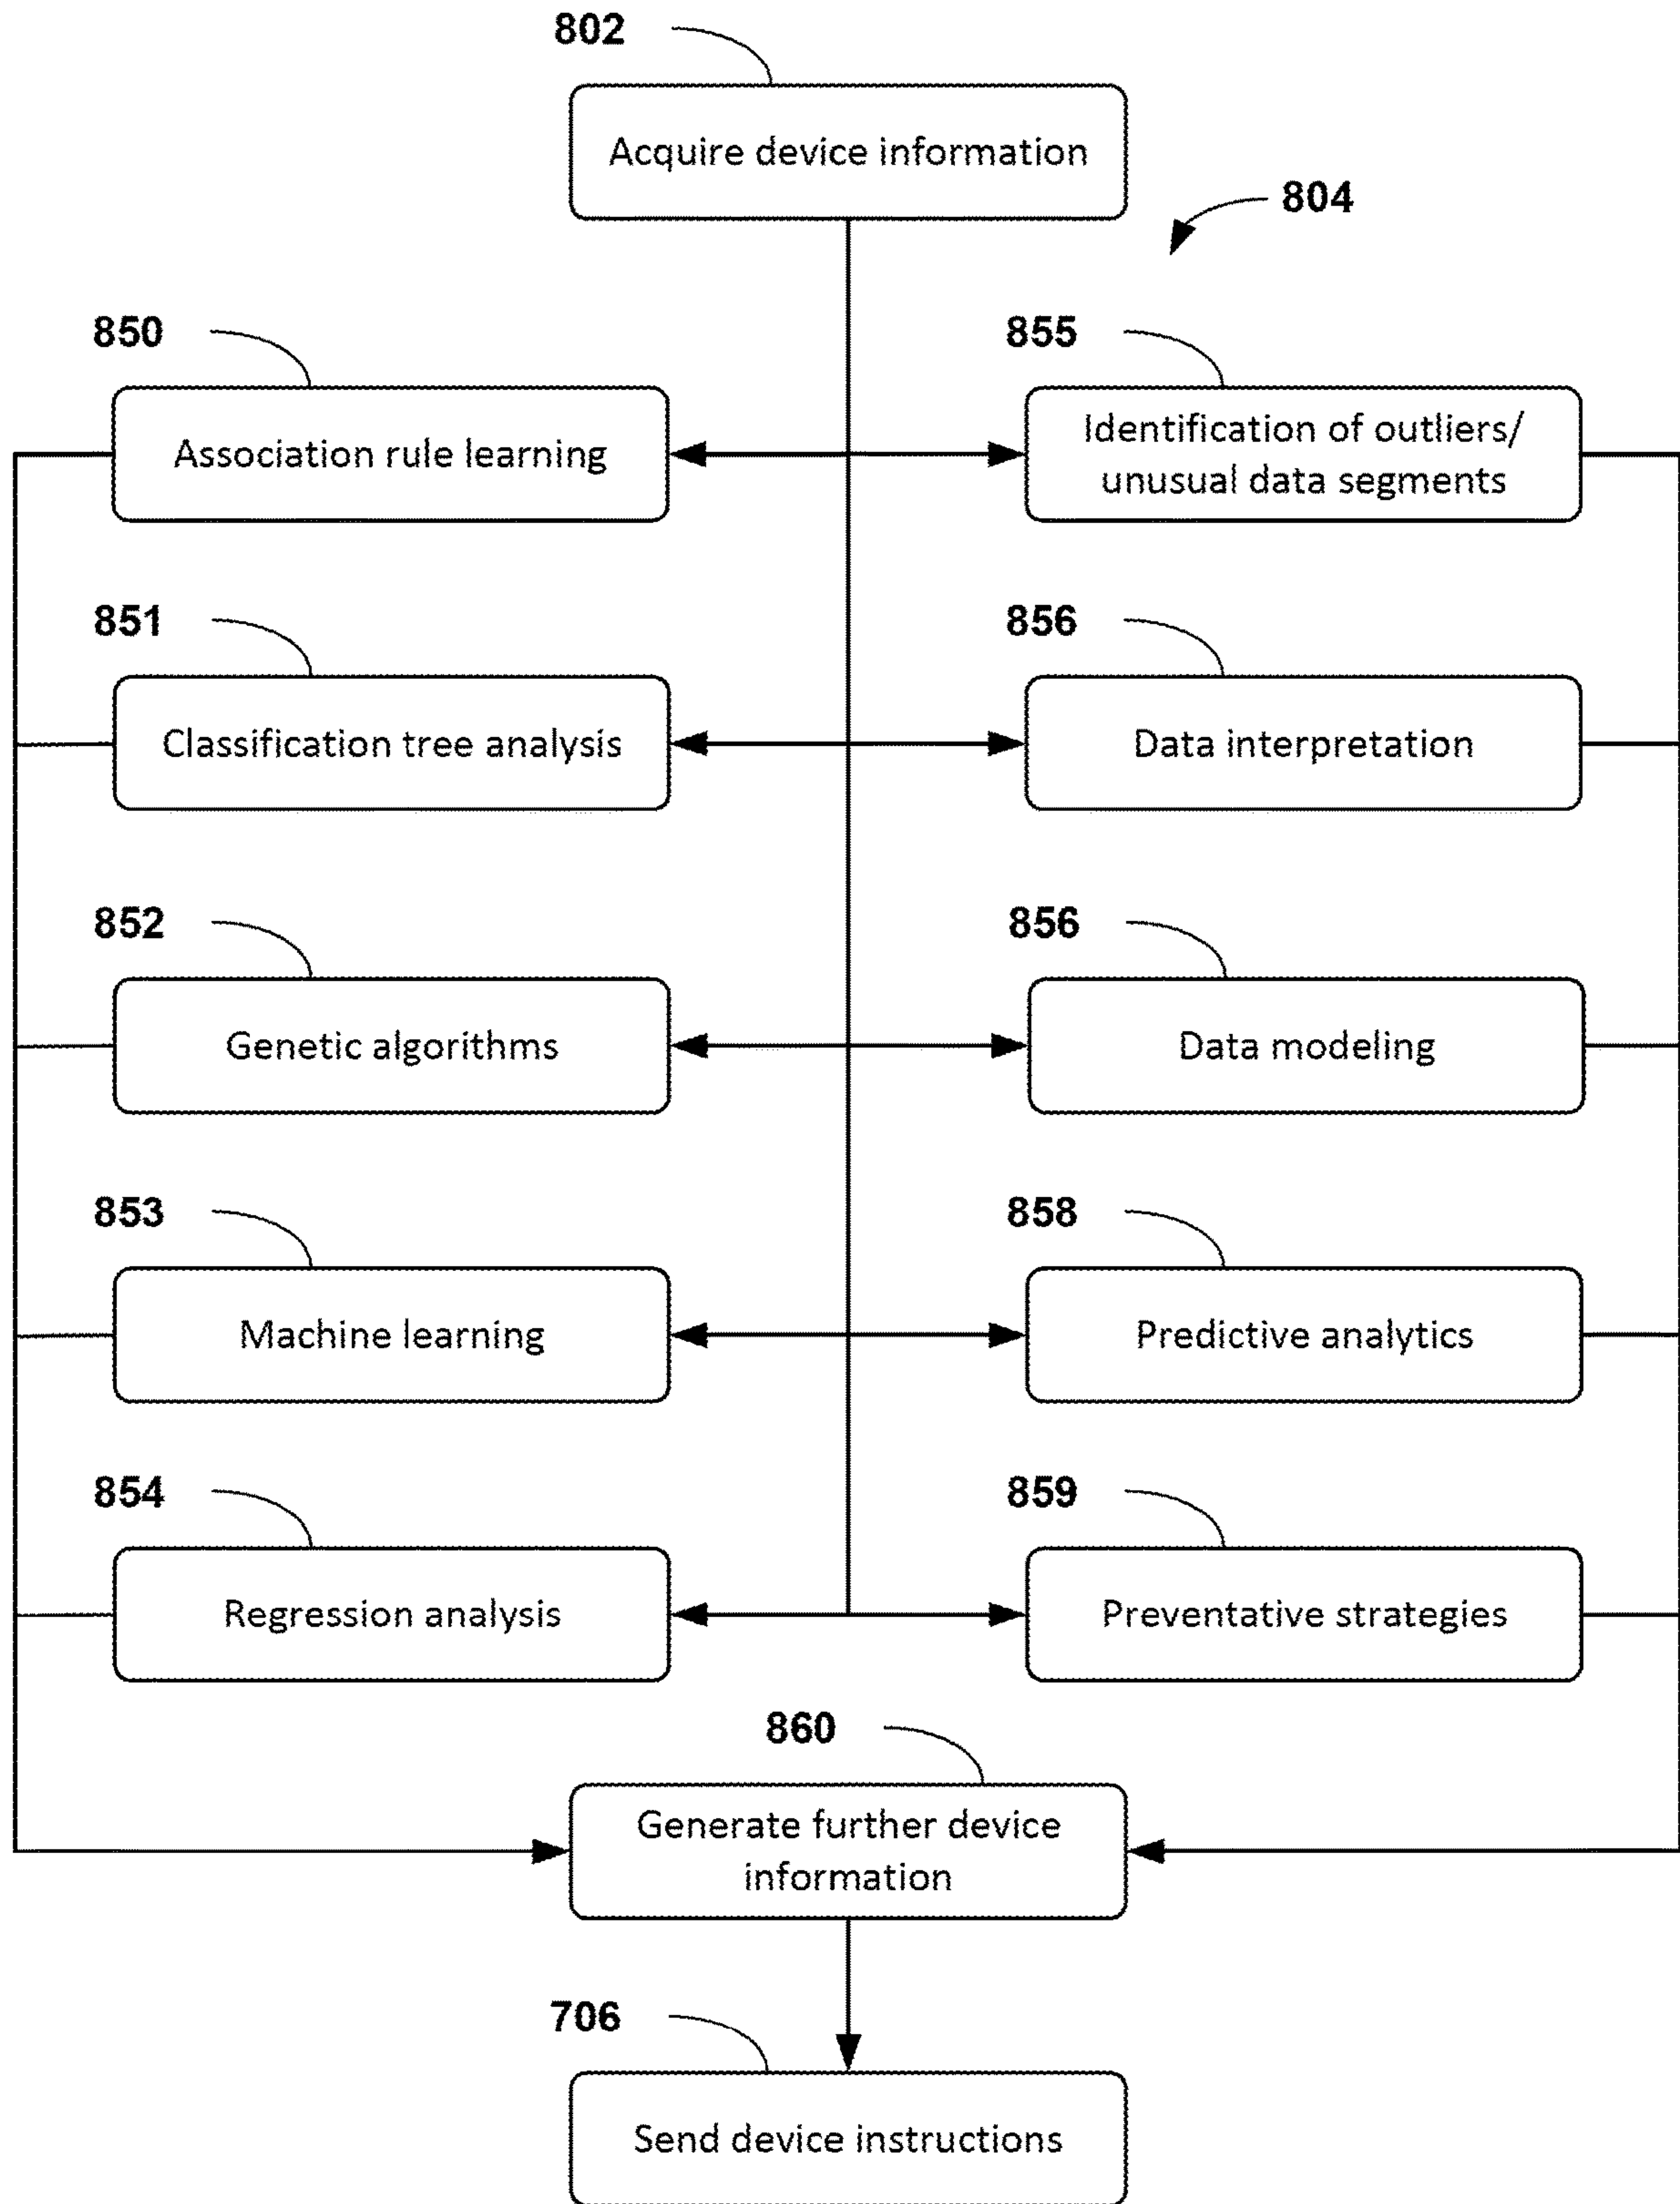 802
Acquire device information
804
850
Association rule learning
855
Identification of outliers/
unusual data segments
851
Classification tree analysis
856
Data interpretation
852
Genetic algorithms
856
Data modeling
853
Machine learning
858
Predictive analytics
854
Regression analysis
859
Preventative strategies
860
Generate further device
information
706
Send device instructions